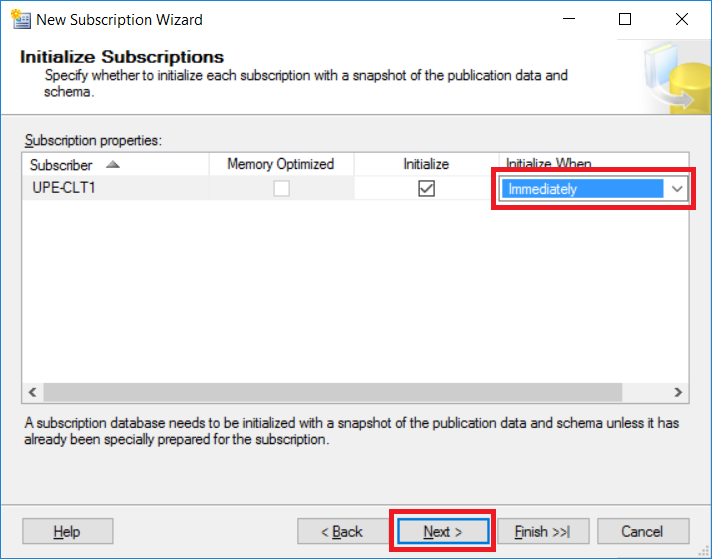 New Subscription Wizard
Initialize Subscriptions
Specify whether to initialize each subscription with a snapshot of the publication data and
schema.
Subscription properties:
Subscriber Memory Optimized Initialize Initialize When
UPE-CLT1 Immediately
A subscription database needs to be initialized with a snapshot of the publication data and schema unless it has
already been specially prepared for the subscription.
Help < Back Next > Finish >>| Cancel